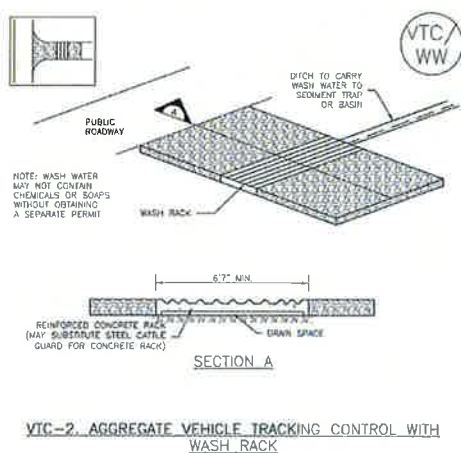 VTC/
WW
DITCH TO CARRY
WASH WATER TO
SEDIMENT TRAP
OR BASIN
PUBLIC
ROADWAY
NOTE: WASH WATER
MAY NOT CONTAIN
CHEMICALS OR SOAPS
WITHOUT OBTAINING
A SEPARATE PERMIT
WASH RACK
6'7" MIN.
REINFORCED CONCRETE RACK
(MAY SUBSTITUTE STEEL CATTLE
GUARD FOR CONCRETE RACK)
DRAIN SPACE
SECTION A
VTC-2. AGGREGATE VEHICLE TRACKING CONTROL WITH
WASH RACK